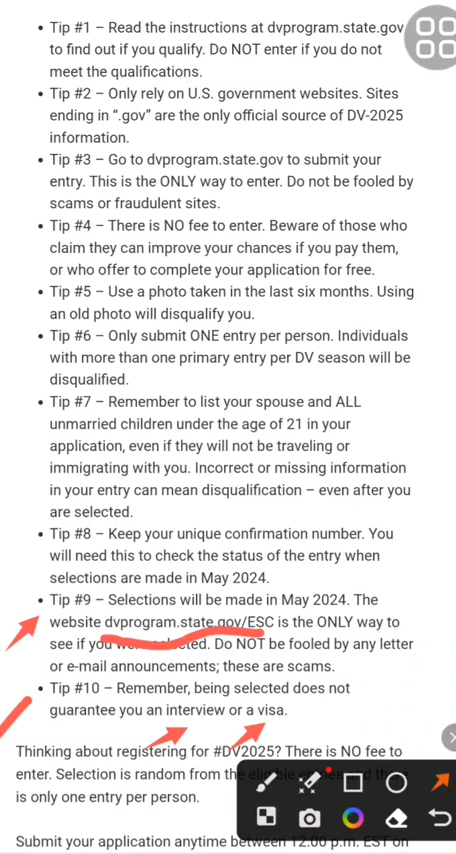 • Tip #1 – Read the instructions at dvprogram.state.gov
to find out if you qualify. Do NOT enter if you do not
meet the qualifications.
• Tip #2 – Only rely on U.S. government websites. Sites
ending in “.gov” are the only official source of DV-2025
information.
• Tip #3 – Go to dvprogram.state.gov to submit your
entry. This is the ONLY way to enter. Do not be fooled by
scams or fraudulent sites.
• Tip #4 – There is NO fee to enter. Beware of those who
claim they can improve your chances if you pay them,
or who offer to complete your application for free.
• Tip #5 – Use a photo taken in the last six months. Using
an old photo will disqualify you.
• Tip #6 – Only submit ONE entry per person. Individuals
with more than one primary entry per DV season will be
disqualified.
• Tip #7 – Remember to list your spouse and ALL
unmarried children under the age of 21 in your
application, even if they will not be traveling or
immigrating with you. Incorrect or missing information
in your entry can mean disqualification – even after you
are selected.
• Tip #8 – Keep your unique confirmation number. You
will need this to check the status of the entry when
selections are made in May 2024.
• Tip #9 – Selections will be made in May 2024. The
website dvprogram.state.gov/ESC is the ONLY way to
see if you were selected. Do NOT be fooled by any letter
or e-mail announcements; these are scams.
• Tip #10 – Remember, being selected does not
guarantee you an interview or a visa.
Thinking about registering for #DV2025? There is NO fee to
enter. Selection is random from the eligible entries and there
is only one entry per person.
Submit your application anytime between 12:00 p.m. EST on